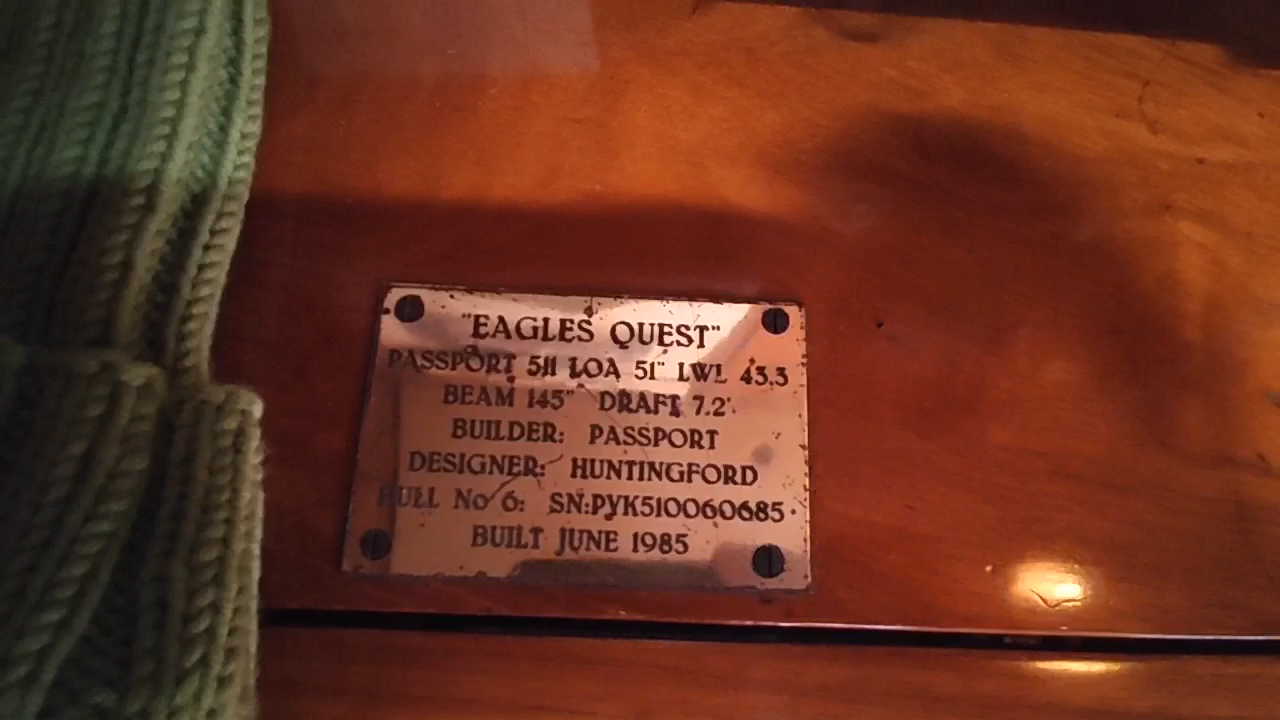 "EAGLES QUEST"
PASSPORT 511 LOA 51" LWL 43.3
BEAM 145" DRAFT 7.2'
BUILDER: PASSPORT
DESIGNER: HUNTINGFORD
HULL No 6: SN:PYK510060685
BUILT JUNE 1985